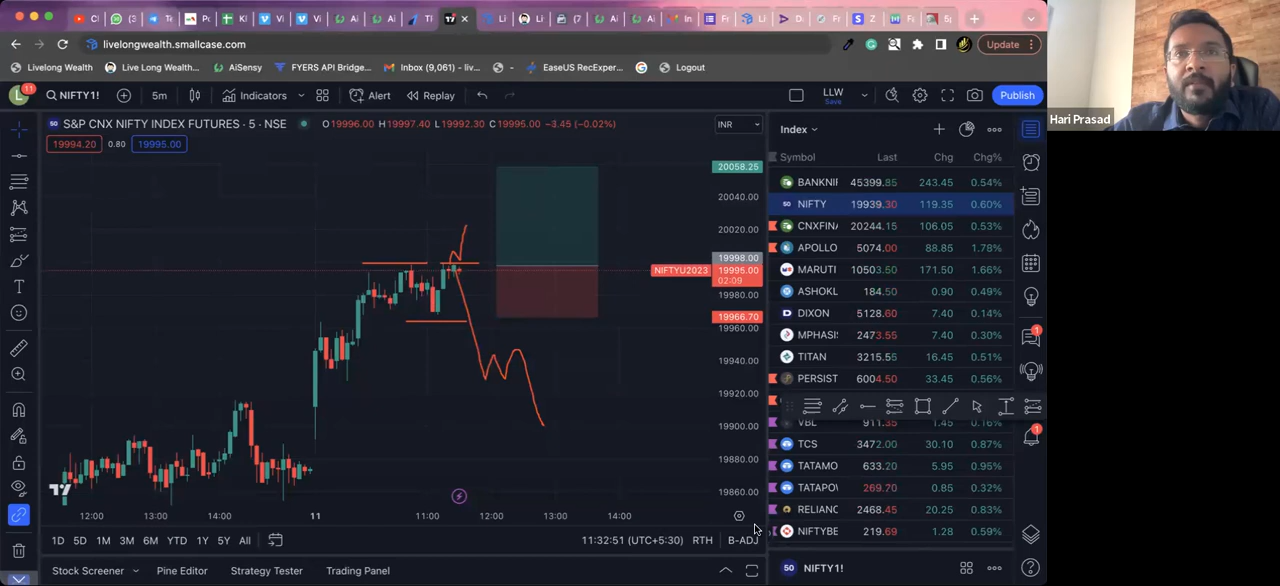 livelongwealth.smallcase.com
Update
Livelong Wealth
Live Long Wealth...
AiSensy
FYERS API Bridge...
Inbox (9,061) - liv...
EaseUS RecExper...
Logout
Hari Prasad
L 11
NIFTY1!
5m
Indicators
Alert
Replay
LLW
Save
Publish
S&P CNX NIFTY INDEX FUTURES · 5 · NSE
O19996.00 H19997.40 L19992.30 C19995.00 −3.45 (−0.02%)
INR
19994.20
0.80
19995.00
20058.25
20040.00
20020.00
19998.00
NIFTYU2023
19995.00
02:09
19980.00
19966.70
19960.00
19940.00
19920.00
19900.00
19880.00
19860.00
12:00
13:00
14:00
11
11:00
12:00
13:00
14:00
1D 5D 1M 3M 6M YTD 1Y 5Y All
11:32:51 (UTC+5:30)
RTH
B-ADJ
Stock Screener
Pine Editor
Strategy Tester
Trading Panel
Index
Symbol Last Chg Chg%
BANKNIF 45399.85 243.45 0.54%
NIFTY 19939.30 119.35 0.60%
CNXFIN 20244.15 106.05 0.53%
APOLLO 5074.00 88.85 1.78%
MARUTI 10503.50 171.50 1.66%
ASHOKL 184.50 0.90 0.49%
DIXON 5128.60 7.40 0.14%
MPHASI 2473.55 7.40 0.30%
TITAN 3215.55 16.45 0.51%
PERSIST 6004.50 33.45 0.56%
VBL 911.35 1.45 0.16%
TCS 3472.00 30.10 0.87%
TATAMO 633.20 5.95 0.95%
TATAPO 269.70 0.85 0.32%
RELIANC 2468.45 20.25 0.83%
NIFTYBE 219.69 1.28 0.59%
NIFTY1!